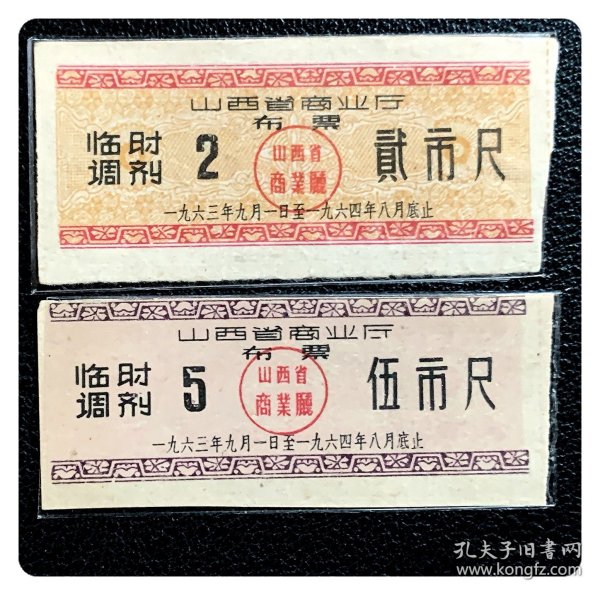 山西省商业厅
布票
临时
调剂
2
山西省
商業廳
貳市尺
一九六三年九月一日至一九六四年八月底止
山西省商业厅
布票
临时
调剂
5
山西省
商業廳
伍市尺
一九六三年九月一日至一九六四年八月底止
孔夫子旧書网
www.kongfz.com